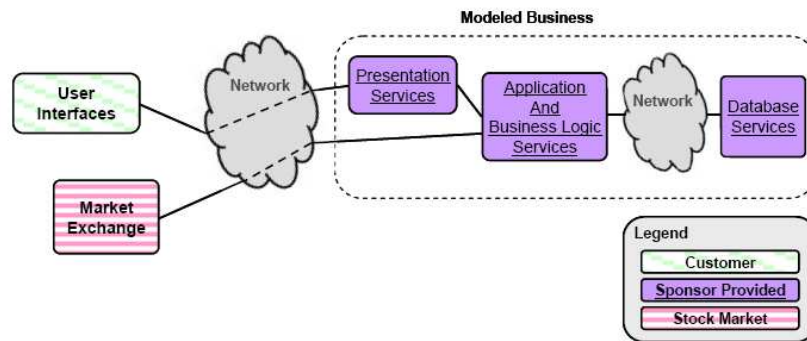 Modeled Business
User
Interfaces
Network
Presentation
Services
Application
And
Business Logic
Services
Network
Database
Services
Market
Exchange
Legend
Customer
Sponsor Provided
Stock Market